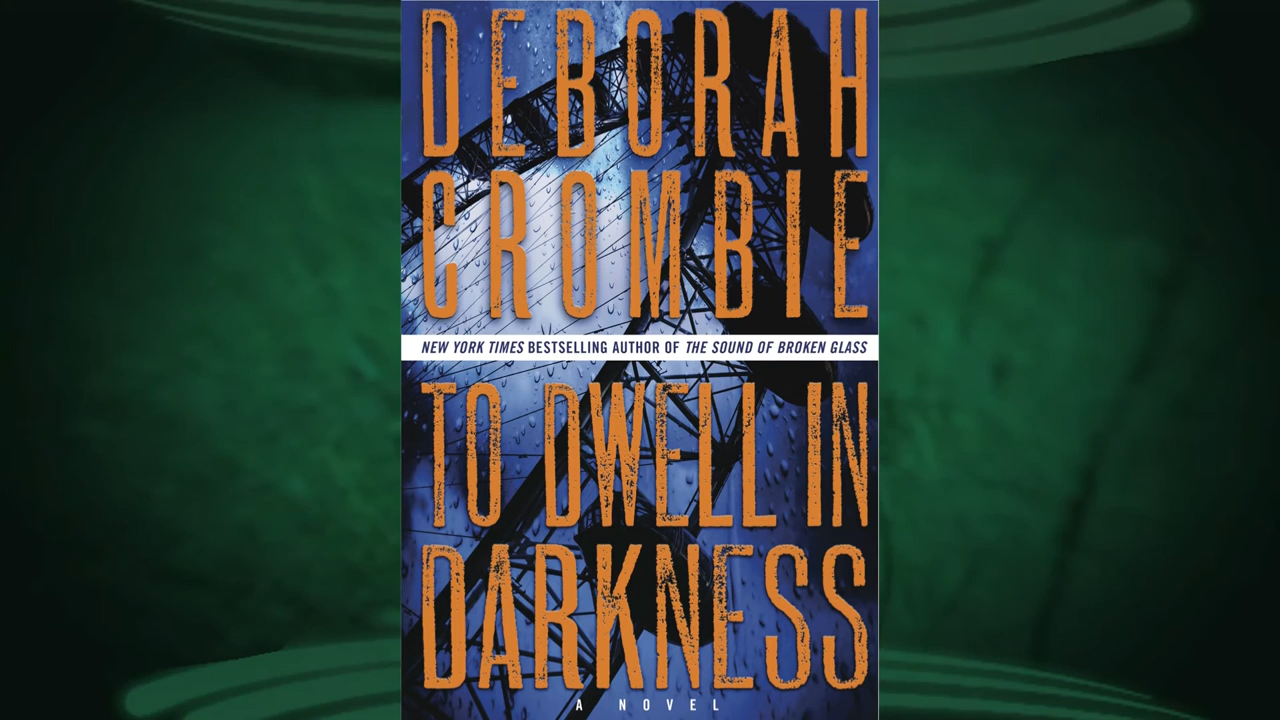 DEBORAH
CROMBIE
NEW YORK TIMES BESTSELLING AUTHOR OF THE SOUND OF BROKEN GLASS
TO DWELL IN
DARKNESS
A NOVEL